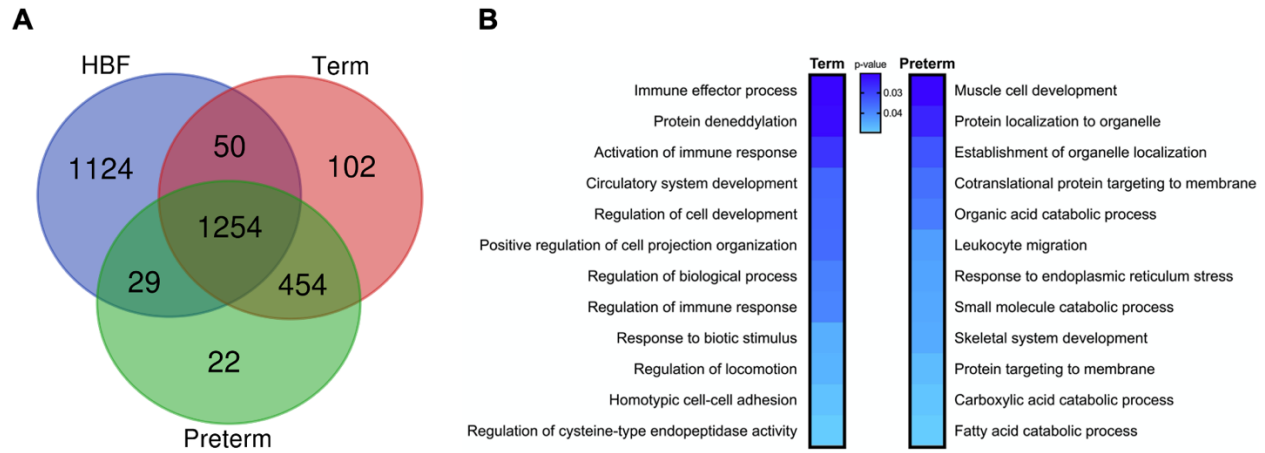 A
B
HBF
Term
50
1124
102
1254
29
454
22
Preterm
Term
p-value
Preterm
0.03
0.04
Immune effector process
Protein deneddylation
Activation of immune response
Circulatory system development
Regulation of cell development
Positive regulation of cell projection organization
Regulation of biological process
Regulation of immune response
Response to biotic stimulus
Regulation of locomotion
Homotypic cell-cell adhesion
Regulation of cysteine-type endopeptidase activity
Muscle cell development
Protein localization to organelle
Establishment of organelle localization
Cotranslational protein targeting to membrane
Organic acid catabolic process
Leukocyte migration
Response to endoplasmic reticulum stress
Small molecule catabolic process
Skeletal system development
Protein targeting to membrane
Carboxylic acid catabolic process
Fatty acid catabolic process